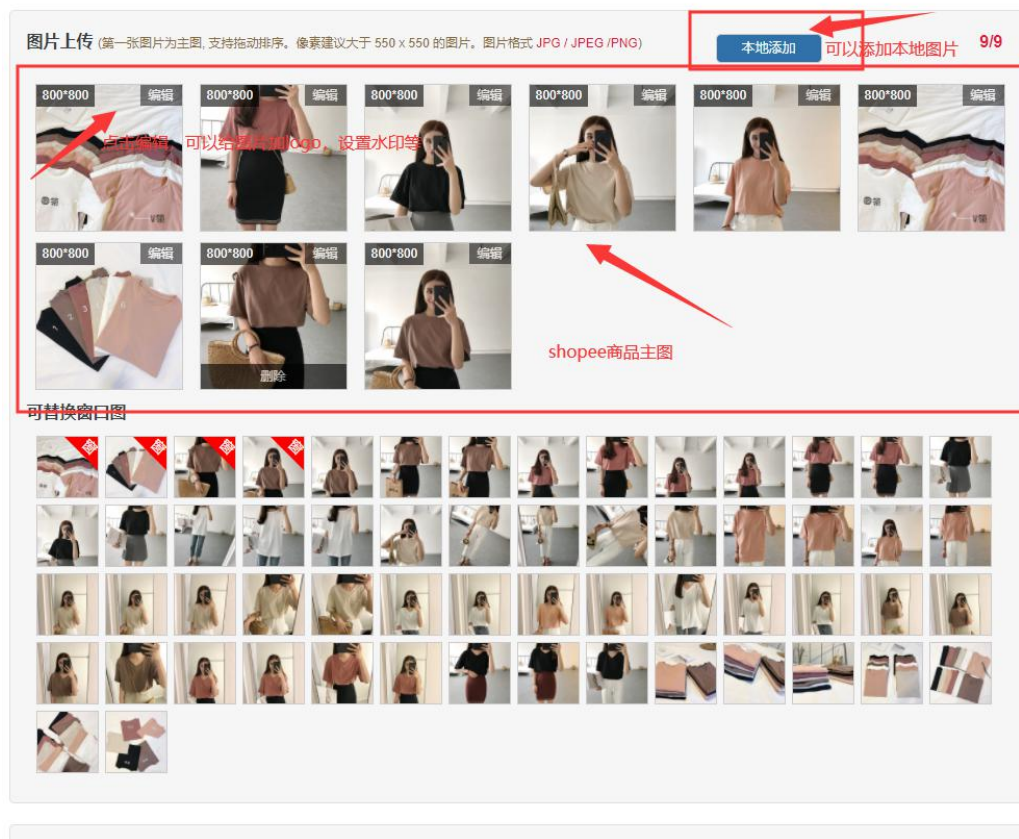 图片上传 (第一张图片为主图, 支持拖动排序。像素建议大于 550 x 550 的图片。图片格式 JPG / JPEG /PNG)
本地添加
可以添加本地图片
9/9
800*800 编辑 800*800 编辑 800*800 编辑 800*800 编辑 800*800 编辑 800*800 编辑
点击编辑，可以给图片加logo，设置水印等
800*800 编辑 800*800 编辑 800*800 编辑
shopee商品主图
删除
可替换窗口图